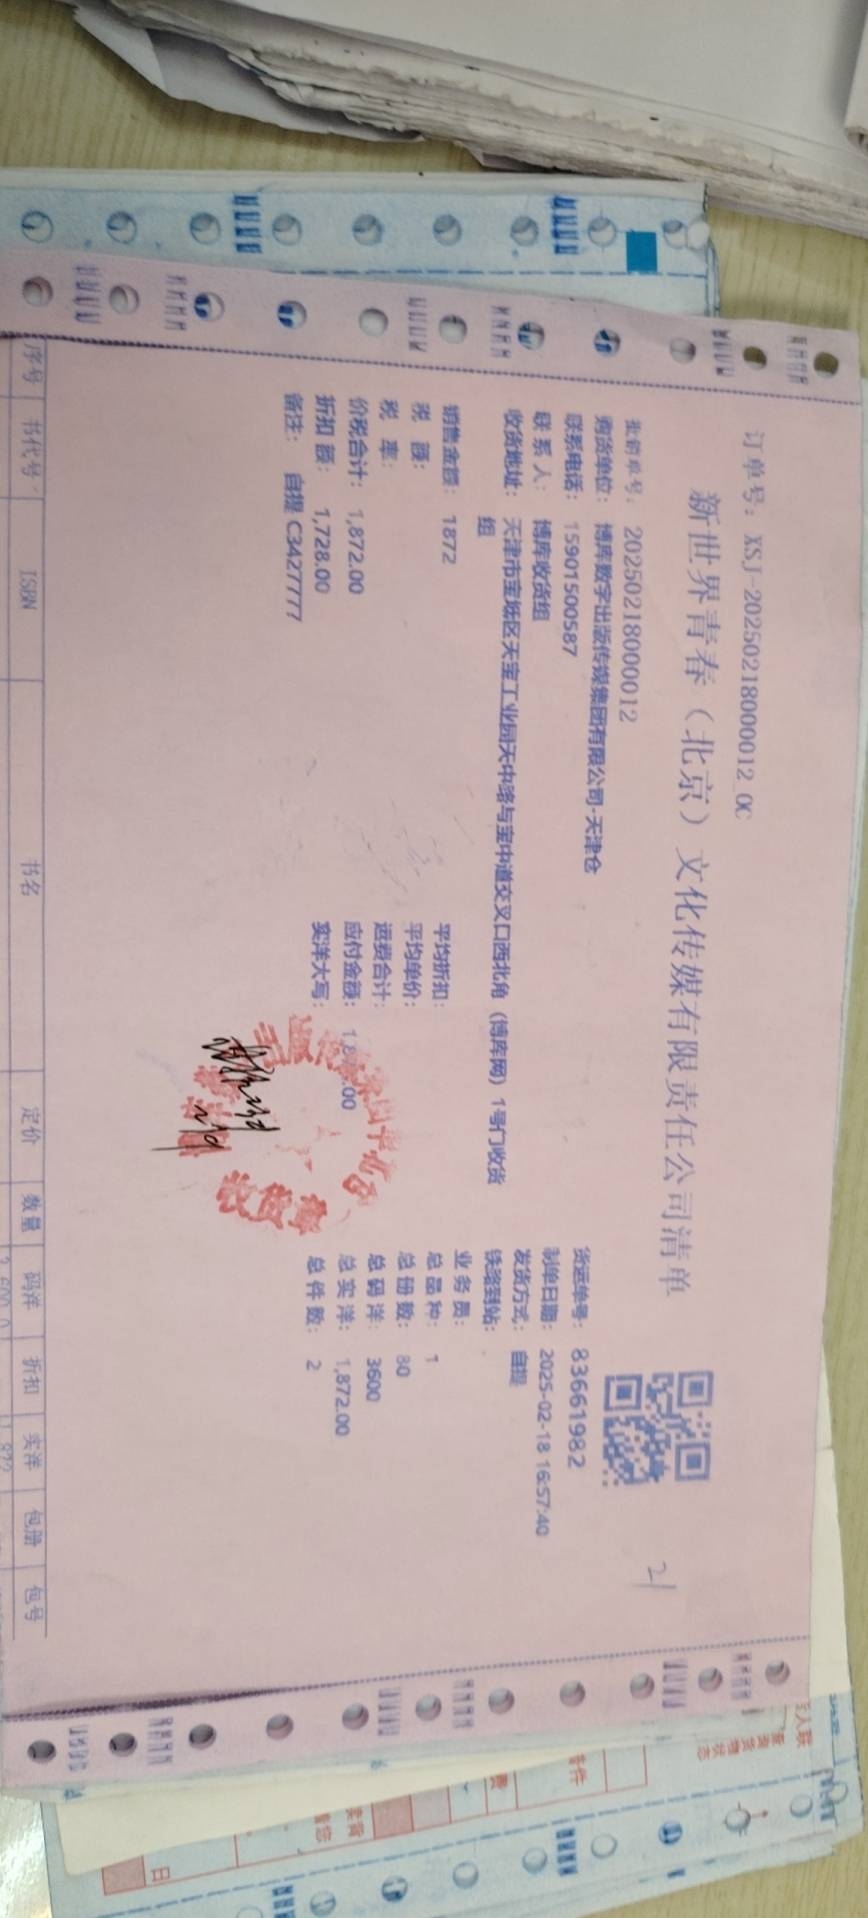 订单号: XSJ-20250218000012_OC
新世界青春（北京）文化传媒有限责任公司清单
21
批销单号: 20250218000012
货运单号: 83661982
购货单位: 博库数字出版传媒集团有限公司-天津仓
制单日期: 2025-02-18 16:57:40
联系电话: 15901500587
发货方式: 自提
联系人: 博库收货组
铁路到站:
收货地址: 天津市宝坻区天宝工业园天中路与宝中道交叉口西北角（博库网）1号门收货组
业务员:
销售金额: 1872
平均折扣:
总品种: 1
税额:
平均单价:
总册数: 80
税率:
运费合计:
总码洋: 3600
价税合计: 1,872.00
应付金额:
总实洋: 1,872.00
折扣额: 1,728.00
实洋大写:
总件数: 2
备注: 自提 C3427777
收货章
序号 书代号 ISBN 书名 定价 数量 码洋 折扣 实洋 包册 包号